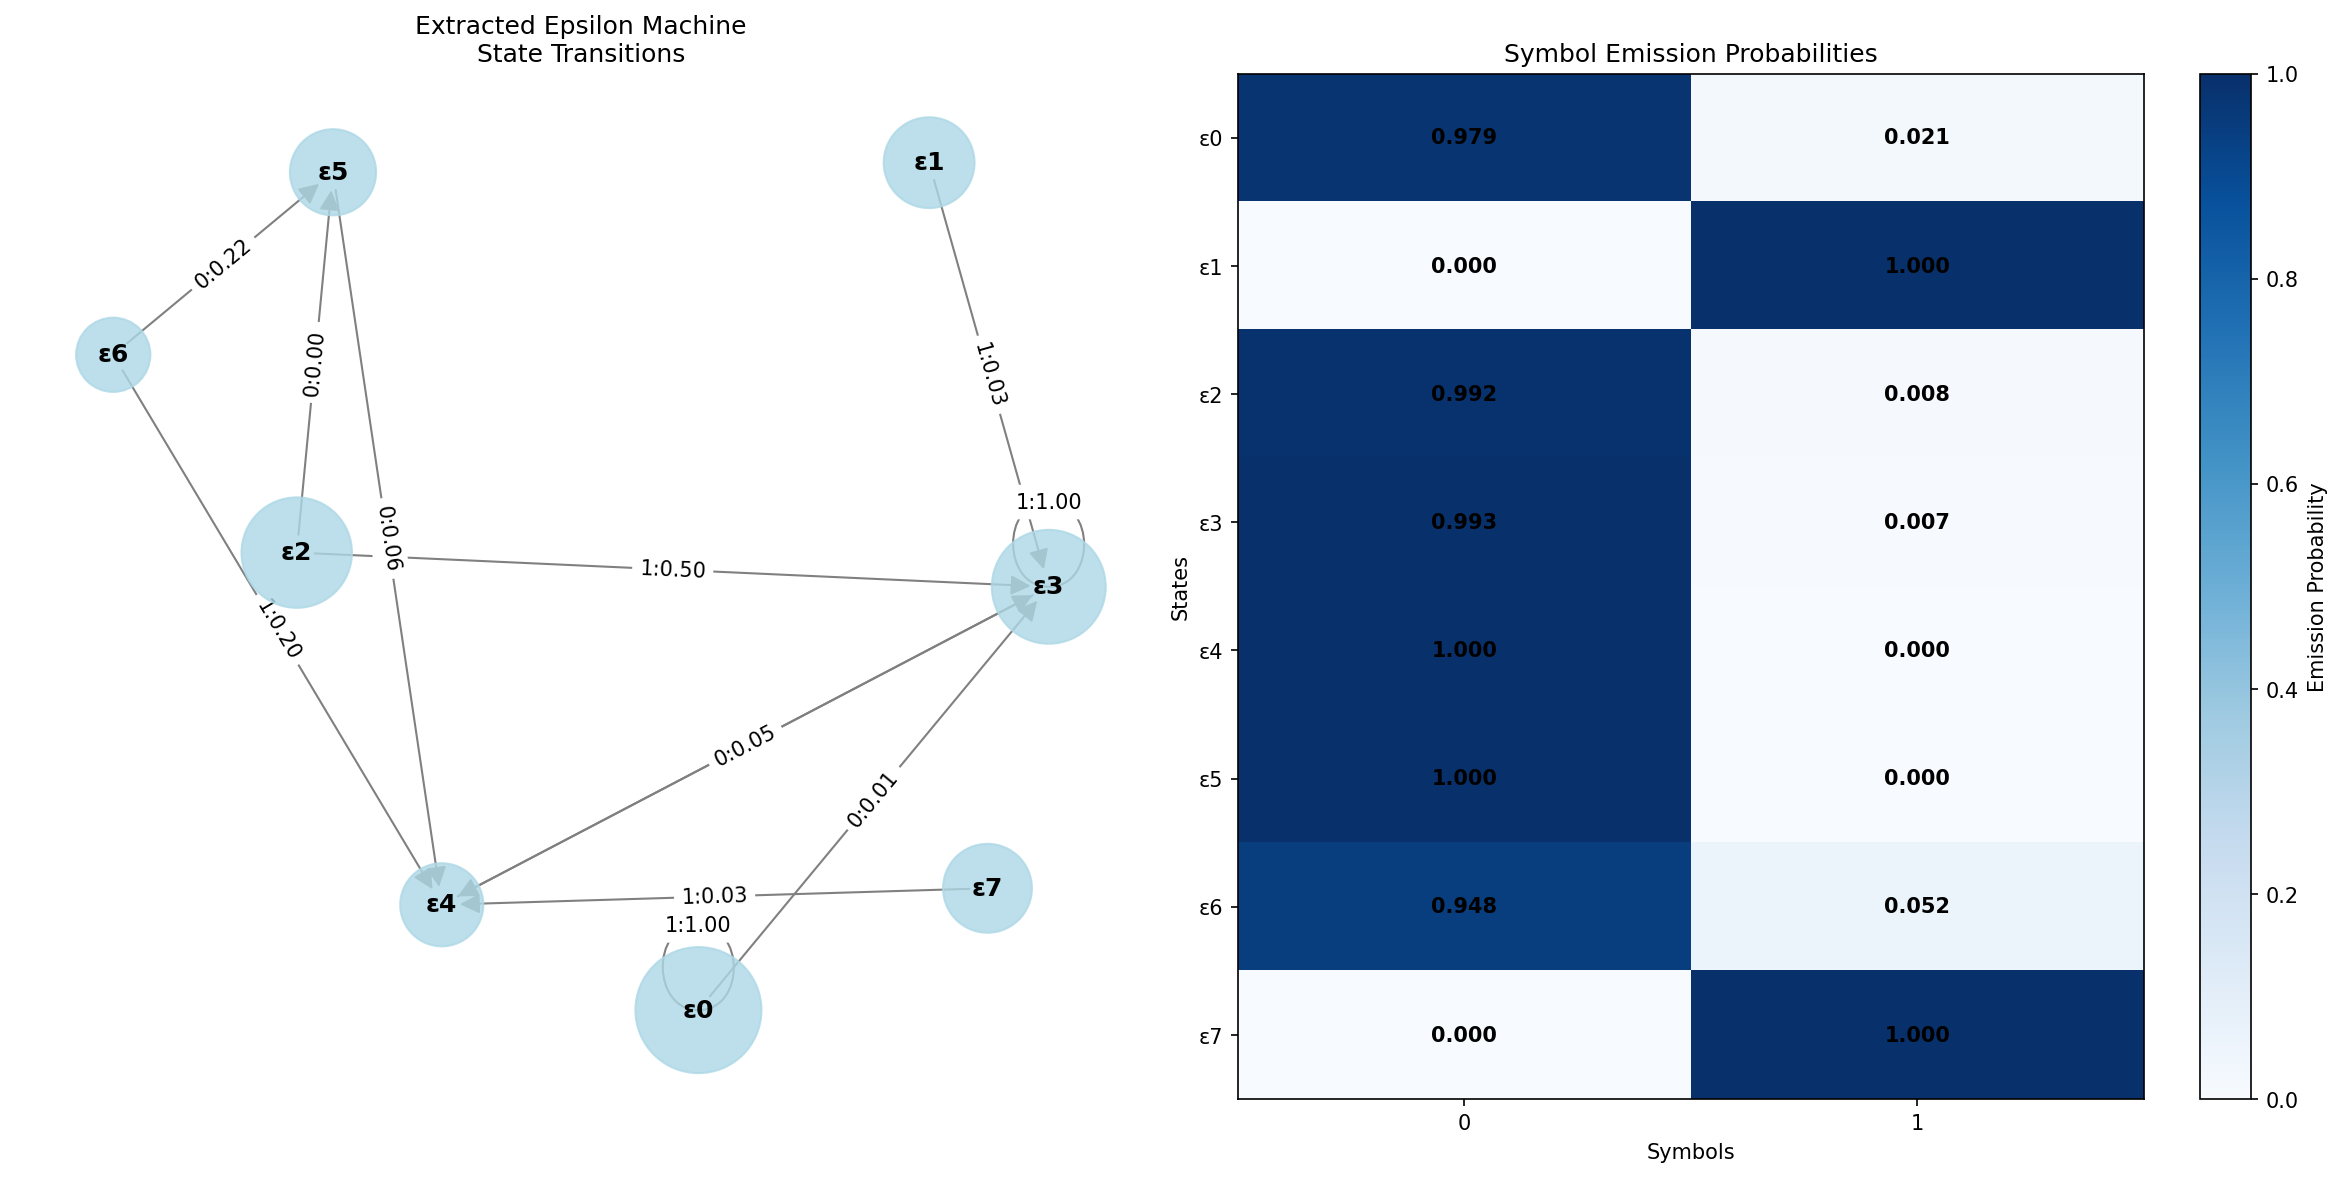 Extracted Epsilon Machine
State Transitions
ε5
ε1
0:0.22
ε6
0:0.00
1:0.03
1:1.00
0:0.06
ε2
1:0.50
ε3
1:0.20
0:0.05
0:0.01
ε7
1:0.03
ε4
1:1.00
ε0
Symbol Emission Probabilities
States
ε0 0.979 0.021
ε1 0.000 1.000
ε2 0.992 0.008
ε3 0.993 0.007
ε4 1.000 0.000
ε5 1.000 0.000
ε6 0.948 0.052
ε7 0.000 1.000
0 1
Symbols
1.0
0.8
0.6
0.4
0.2
0.0
Emission Probability